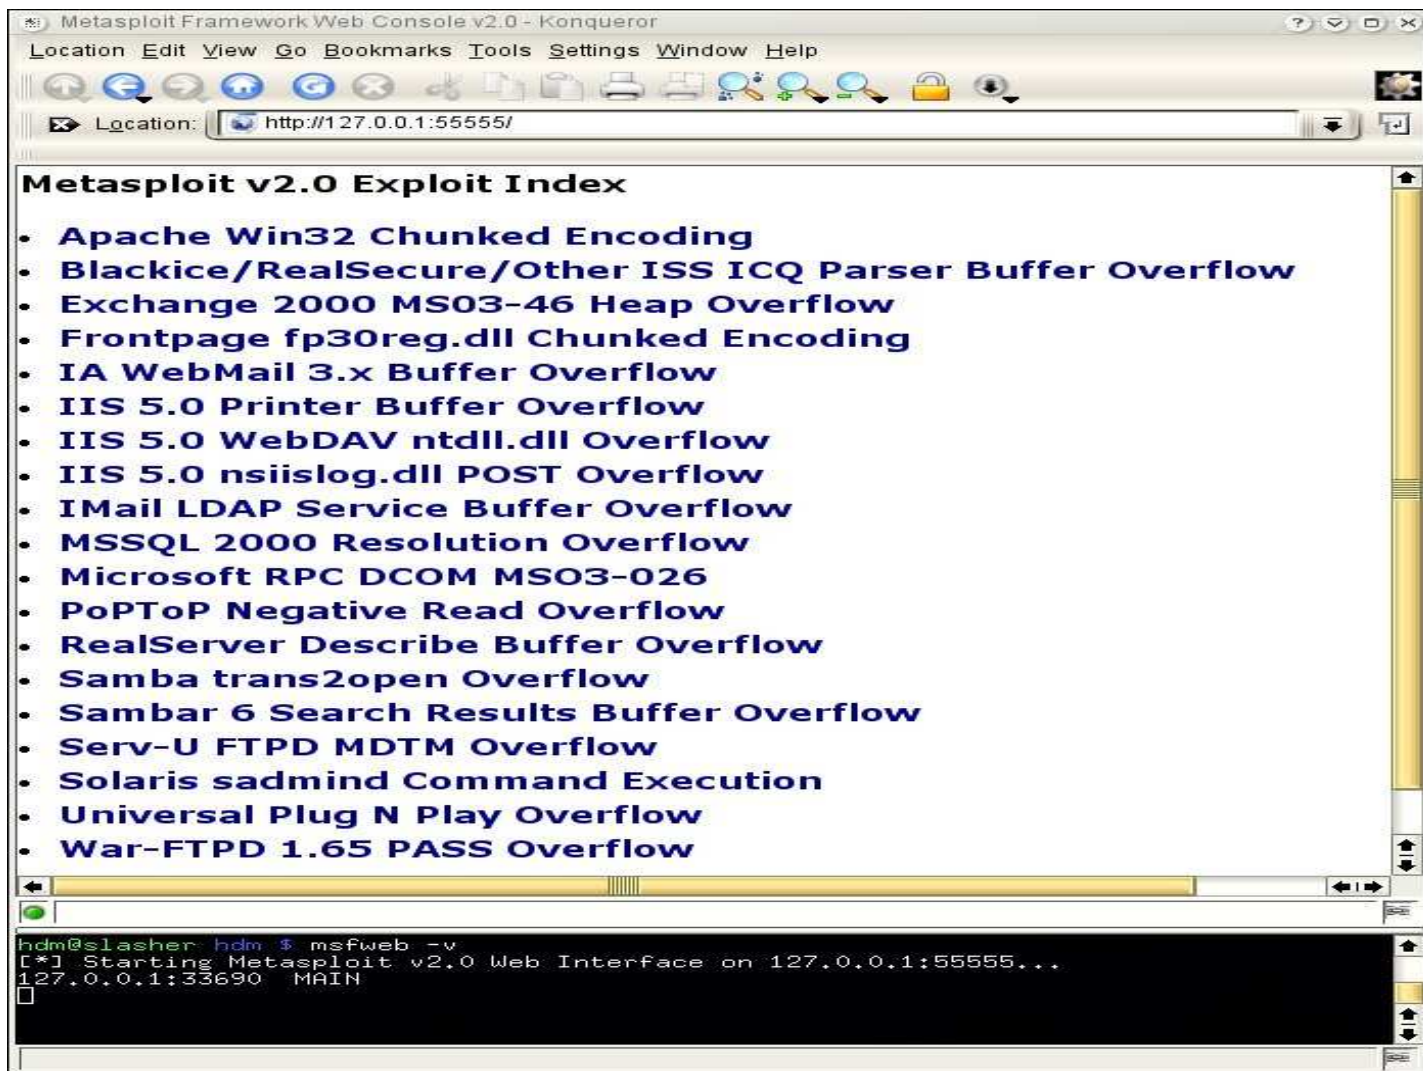 Metasploit Framework Web Console v2.0 - Konqueror
Location Edit View Go Bookmarks Tools Settings Window Help
Location: http://127.0.0.1:55555/
Metasploit v2.0 Exploit Index
• Apache Win32 Chunked Encoding
• Blackice/RealSecure/Other ISS ICQ Parser Buffer Overflow
• Exchange 2000 MS03-46 Heap Overflow
• Frontpage fp30reg.dll Chunked Encoding
• IA WebMail 3.x Buffer Overflow
• IIS 5.0 Printer Buffer Overflow
• IIS 5.0 WebDAV ntdll.dll Overflow
• IIS 5.0 nsiislog.dll POST Overflow
• IMail LDAP Service Buffer Overflow
• MSSQL 2000 Resolution Overflow
• Microsoft RPC DCOM MSO3-026
• PoPToP Negative Read Overflow
• RealServer Describe Buffer Overflow
• Samba trans2open Overflow
• Sambar 6 Search Results Buffer Overflow
• Serv-U FTPD MDTM Overflow
• Solaris sadmind Command Execution
• Universal Plug N Play Overflow
• War-FTPD 1.65 PASS Overflow
hdm@slasher hdm $ msfweb -v
[*] Starting Metasploit v2.0 Web Interface on 127.0.0.1:55555...
127.0.0.1:33690 MAIN